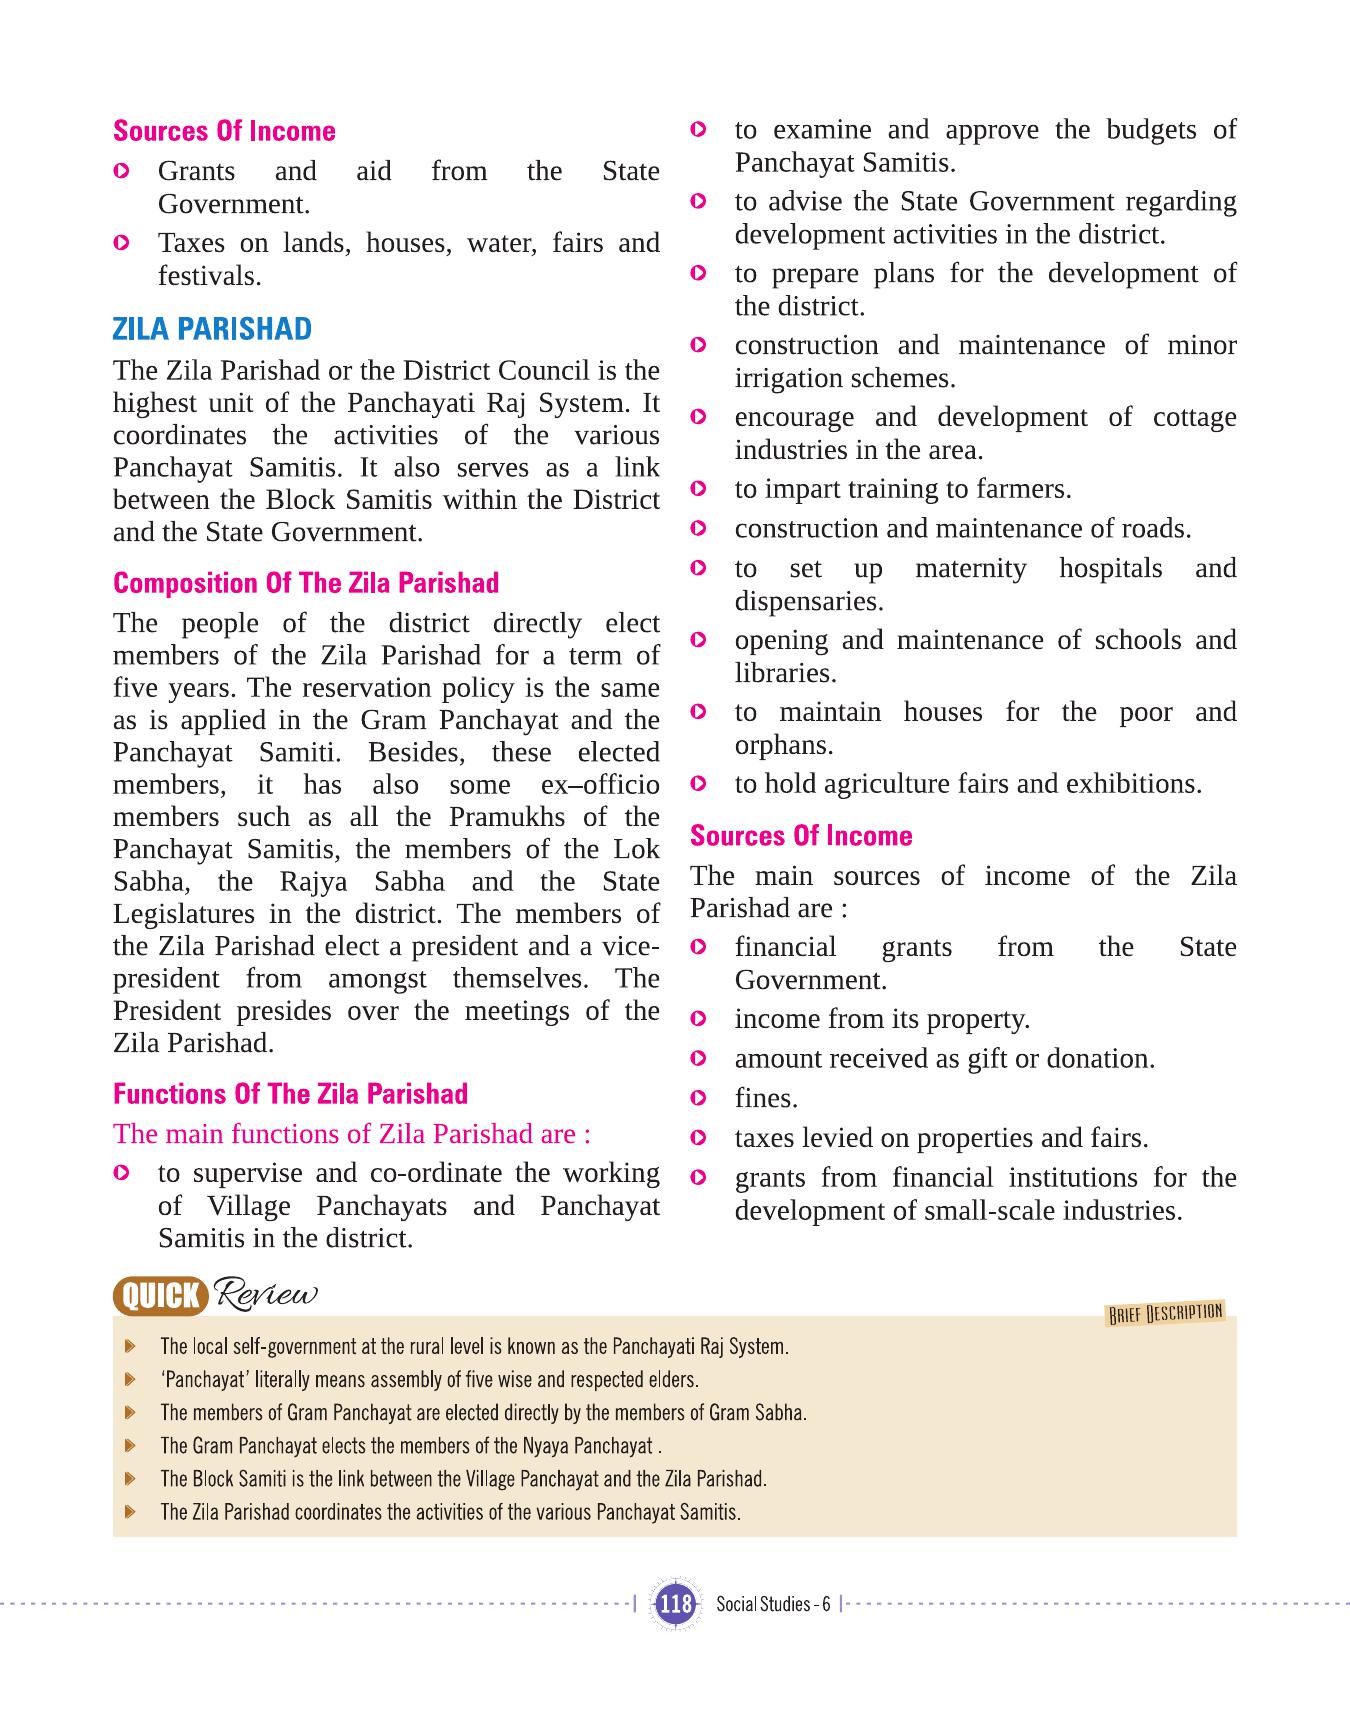 Sources Of Income
Grants and aid from the State
Government.
Taxes on lands, houses, water, fairs and
festivals.
ZILA PARISHAD
The Zila Parishad or the District Council is the
highest unit of the Panchayati Raj System. It
coordinates the activities of the various
Panchayat Samitis. It also serves as a link
between the Block Samitis within the District
and the State Government.
Composition Of The Zila Parishad
The people of the district directly elect
members of the Zila Parishad for a term of
five years. The reservation policy is the same
as is applied in the Gram Panchayat and the
Panchayat Samiti. Besides, these elected
members, it has also some ex–officio
members such as all the Pramukhs of the
Panchayat Samitis, the members of the Lok
Sabha, the Rajya Sabha and the State
Legislatures in the district. The members of
the Zila Parishad elect a president and a vice-
president from amongst themselves. The
President presides over the meetings of the
Zila Parishad.
Functions Of The Zila Parishad
The main functions of Zila Parishad are :
to supervise and co-ordinate the working
of Village Panchayats and Panchayat
Samitis in the district.
to examine and approve the budgets of
Panchayat Samitis.
to advise the State Government regarding
development activities in the district.
to prepare plans for the development of
the district.
construction and maintenance of minor
irrigation schemes.
encourage and development of cottage
industries in the area.
to impart training to farmers.
construction and maintenance of roads.
to set up maternity hospitals and
dispensaries.
opening and maintenance of schools and
libraries.
to maintain houses for the poor and
orphans.
to hold agriculture fairs and exhibitions.
Sources Of Income
The main sources of income of the Zila
Parishad are :
financial grants from the State
Government.
income from its property.
amount received as gift or donation.
fines.
taxes levied on properties and fairs.
grants from financial institutions for the
development of small-scale industries.
QUICK Review
BRIEF DESCRIPTION
The local self-government at the rural level is known as the Panchayati Raj System.
‘Panchayat’ literally means assembly of five wise and respected elders.
The members of Gram Panchayat are elected directly by the members of Gram Sabha.
The Gram Panchayat elects the members of the Nyaya Panchayat .
The Block Samiti is the link between the Village Panchayat and the Zila Parishad.
The Zila Parishad coordinates the activities of the various Panchayat Samitis.
118 Social Studies - 6